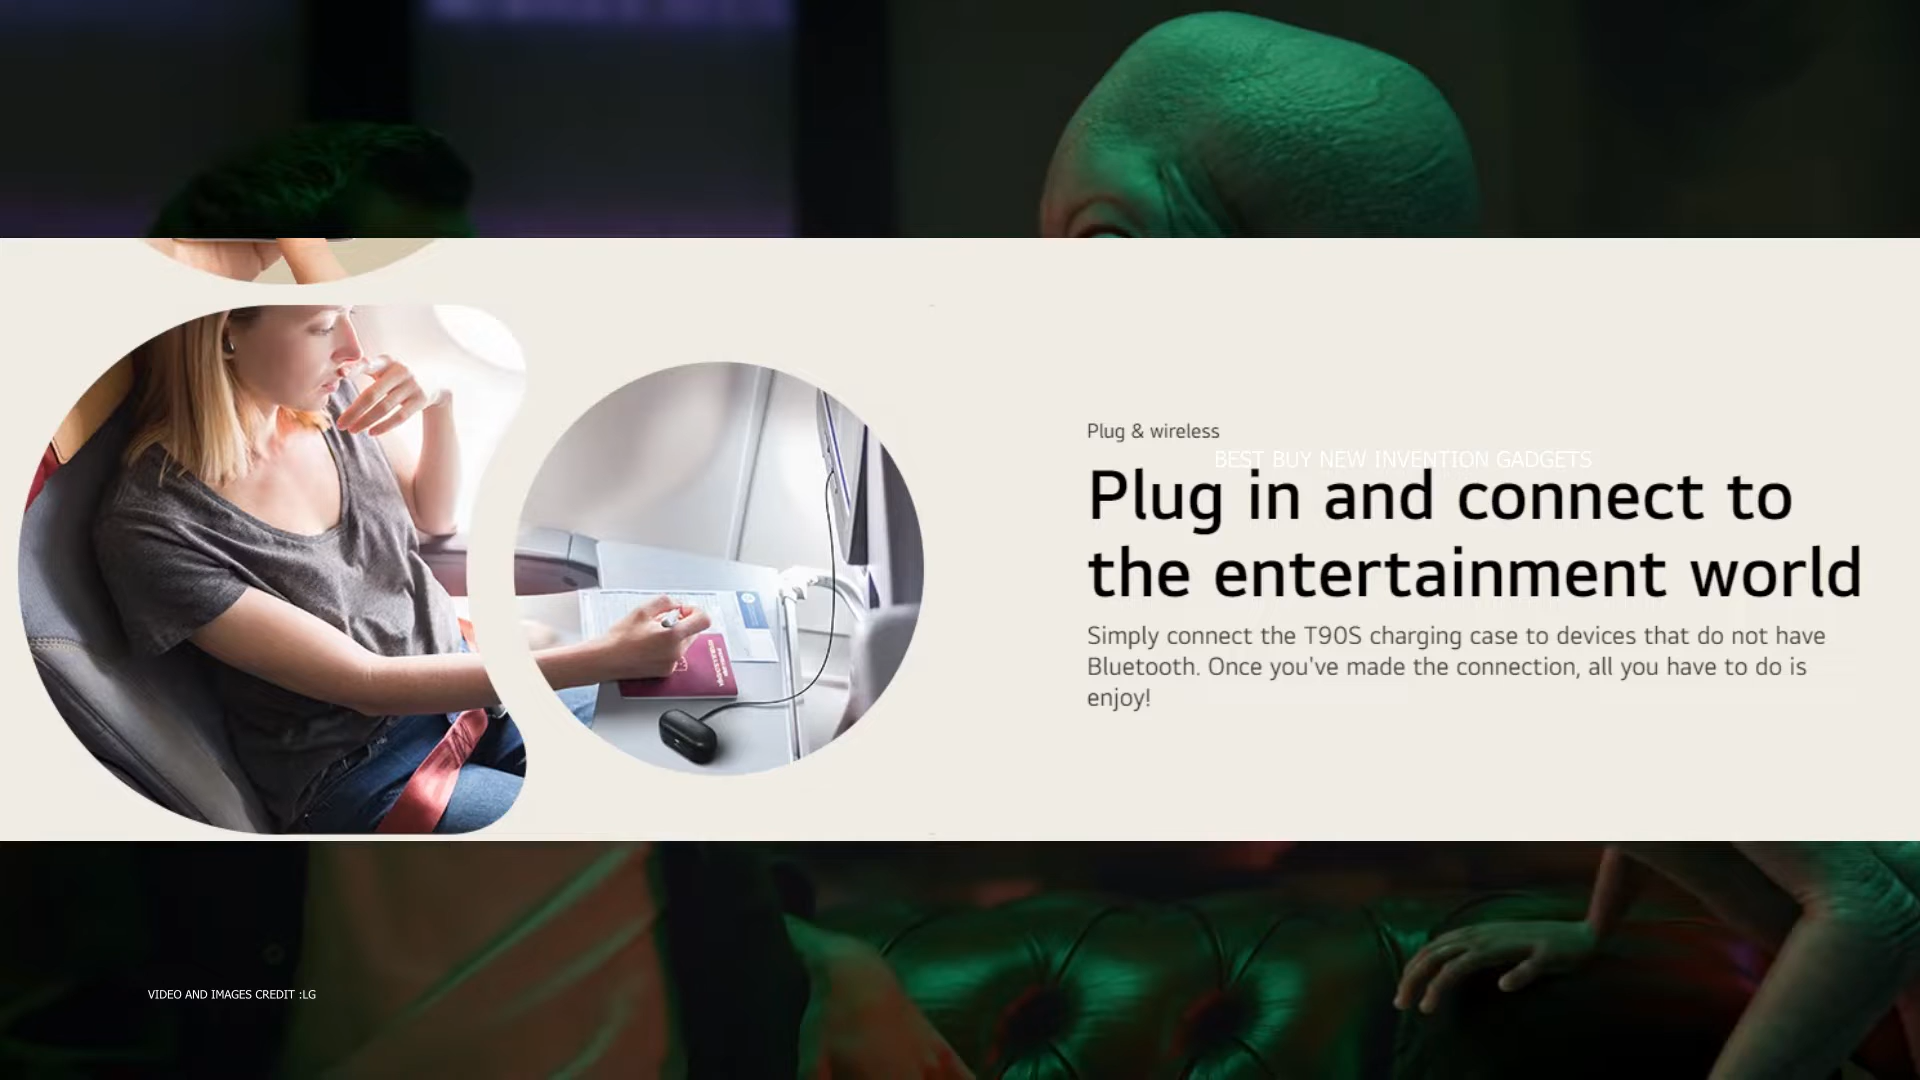 Plug & wireless
BEST BUY NEW INVENTION GADGETS
Plug in and connect to
the entertainment world
Simply connect the T90S charging case to devices that do not have
Bluetooth. Once you've made the connection, all you have to do is
enjoy!
VIDEO AND IMAGES CREDIT :LG